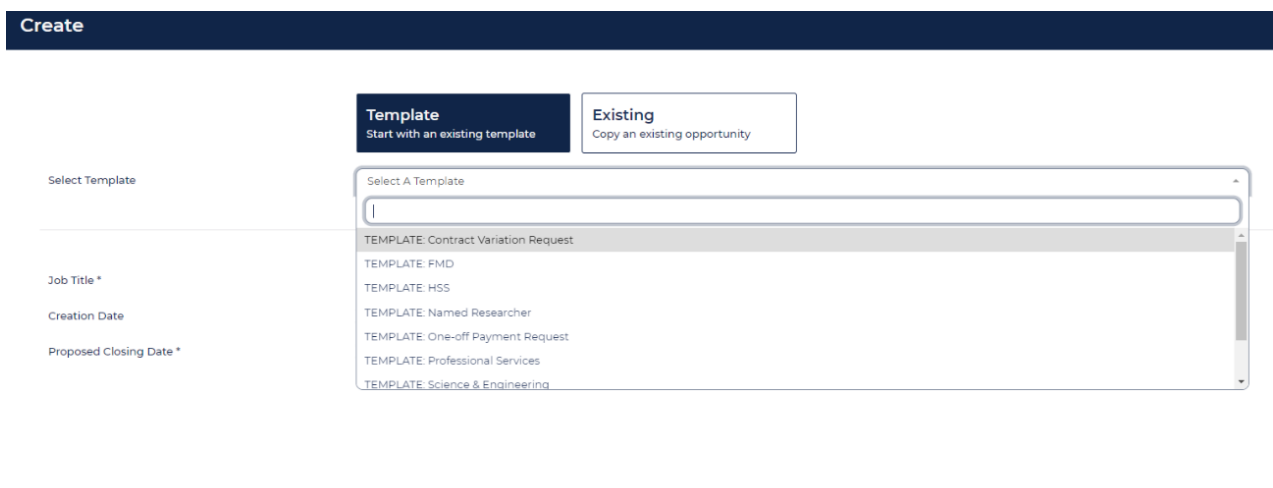 Create
Template
Start with an existing template
Existing
Copy an existing opportunity
Select Template
Select A Template
TEMPLATE: Contract Variation Request
TEMPLATE: FMD
TEMPLATE: HSS
TEMPLATE: Named Researcher
TEMPLATE: One-off Payment Request
TEMPLATE: Professional Services
TEMPLATE: Science & Engineering
Job Title *
Creation Date
Proposed Closing Date *